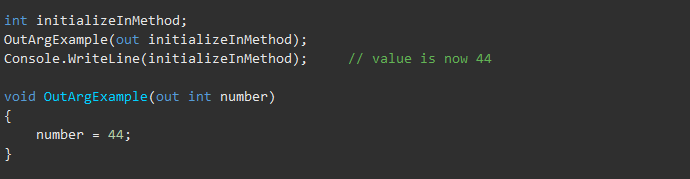 int initializeInMethod;
OutArgExample(out initializeInMethod);
Console.WriteLine(initializeInMethod);     // value is now 44

void OutArgExample(out int number)
{
    number = 44;
}